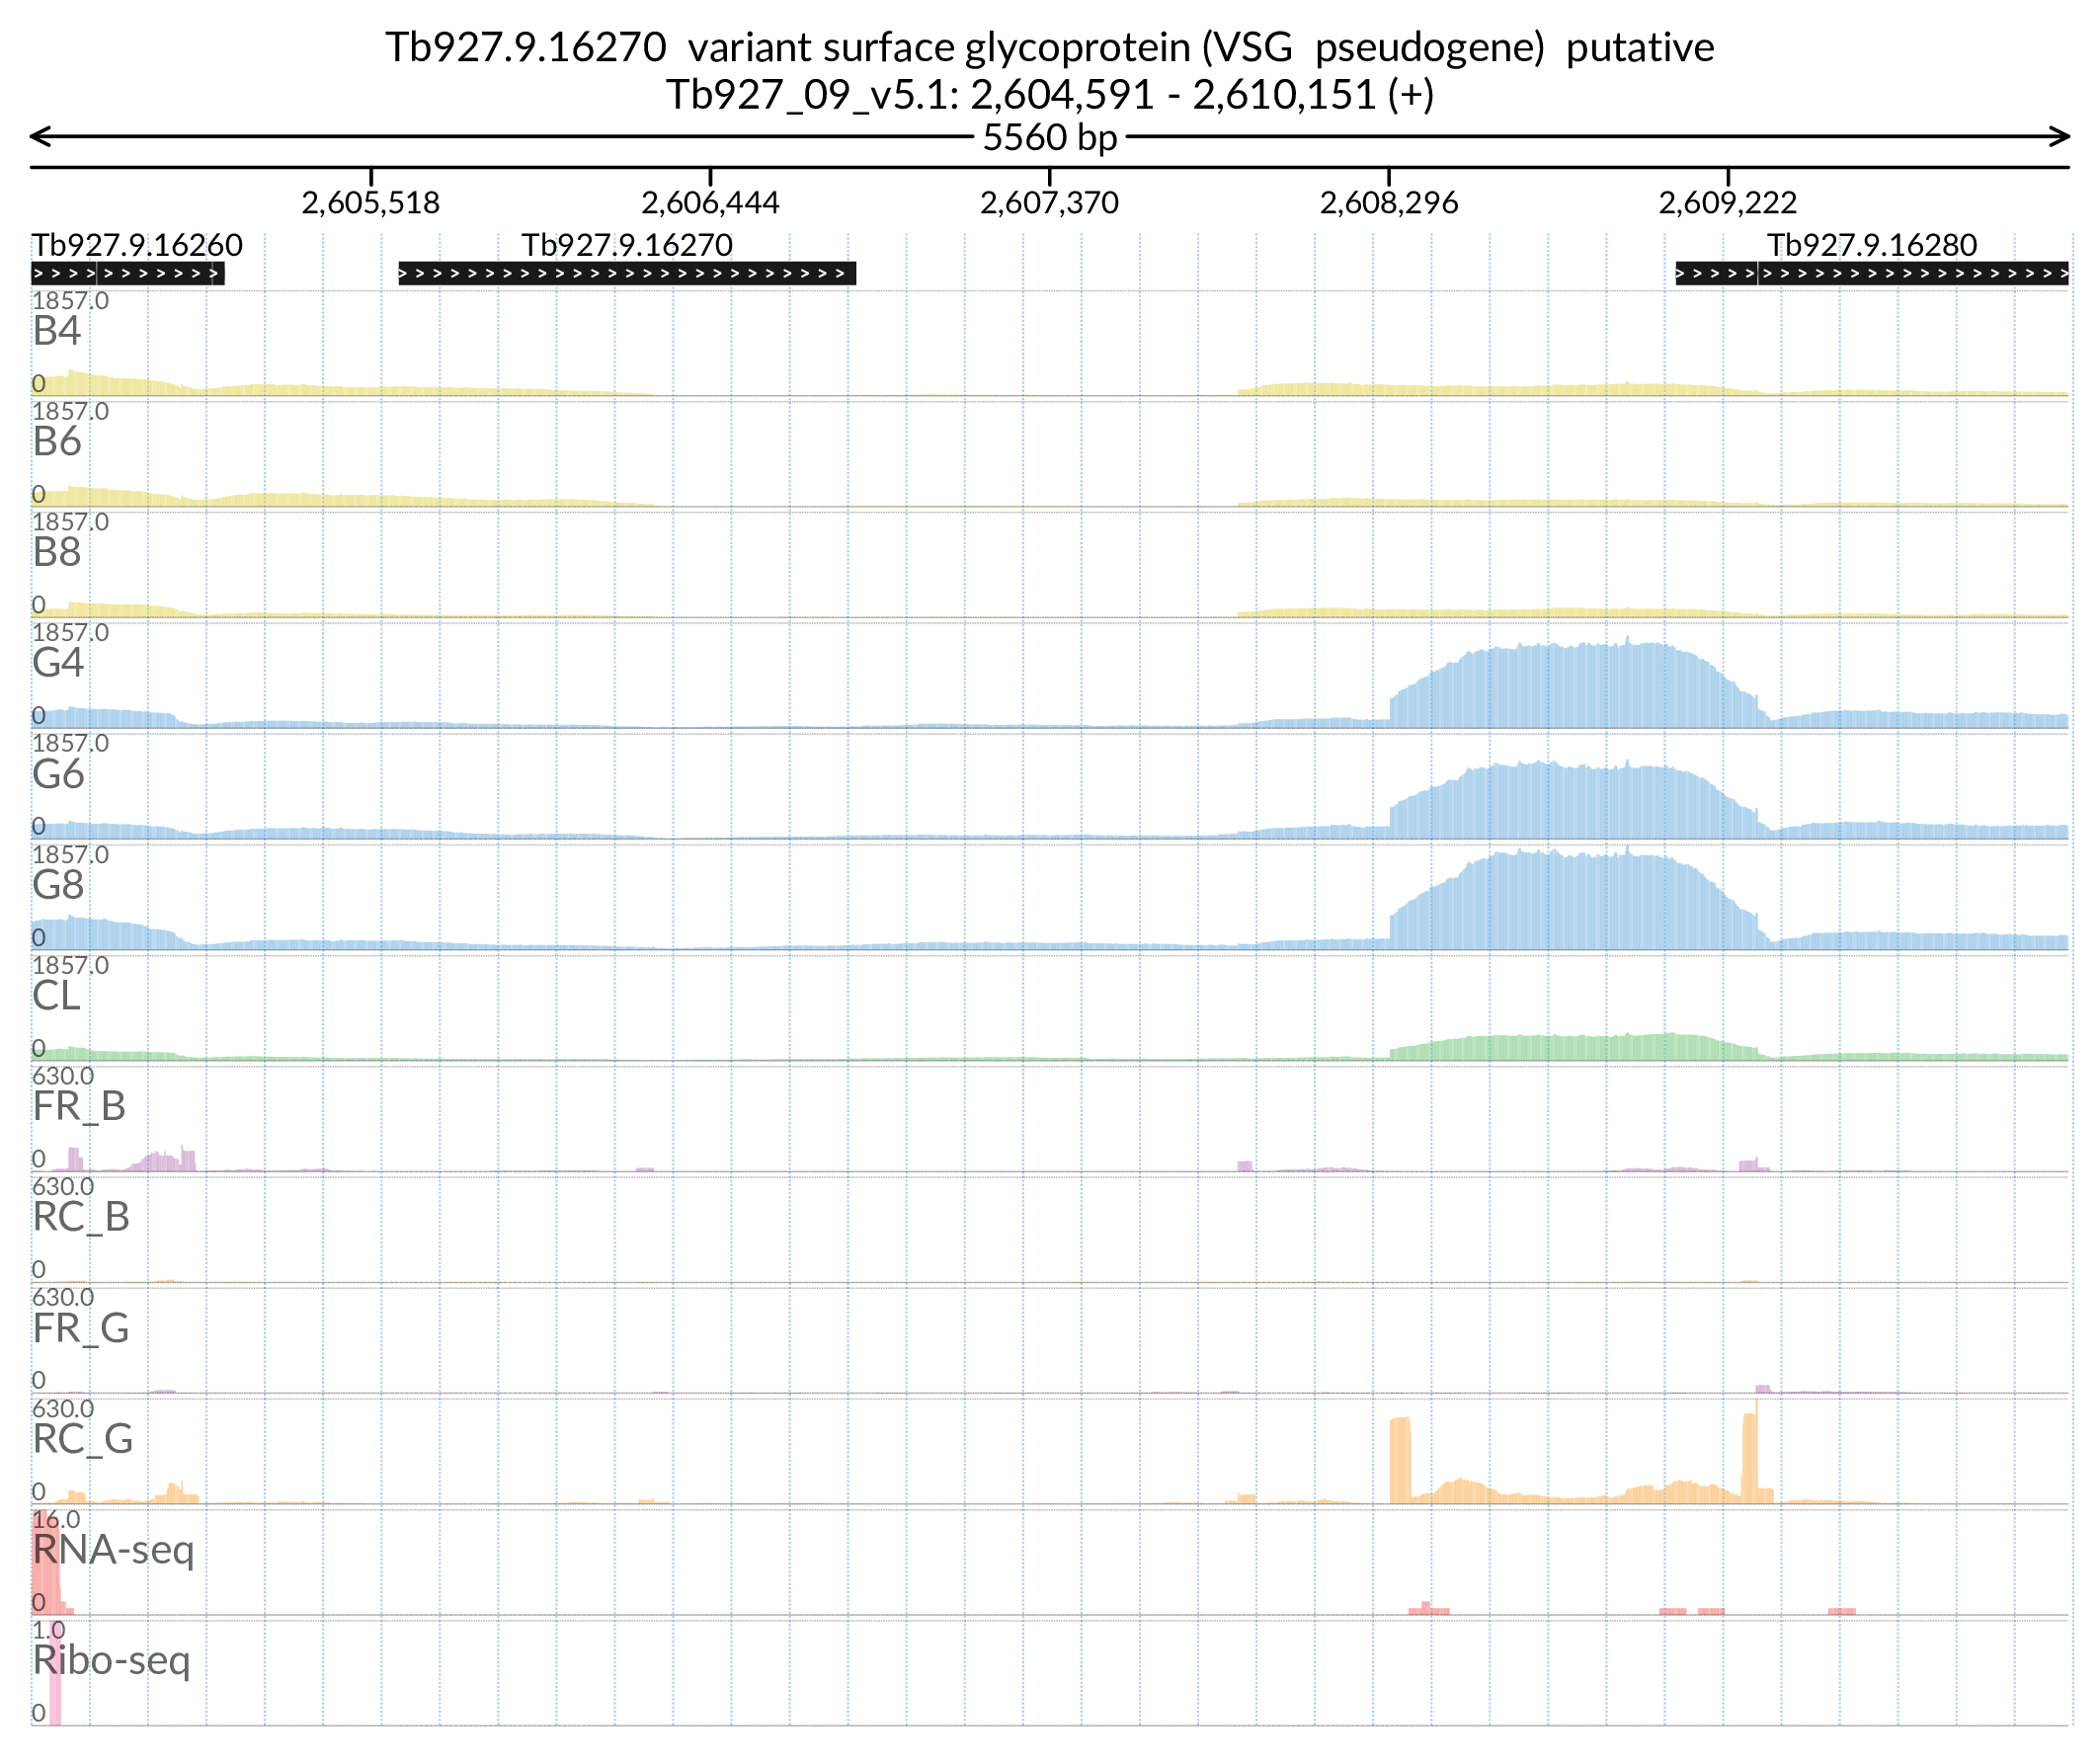 Tb927.9.16270 variant surface glycoprotein (VSG pseudogene) putative
Tb927_09_v5.1: 2,604,591 - 2,610,151 (+)
5560 bp
2,605,518 2,606,444 2,607,370 2,608,296 2,609,222
Tb927.9.16260 Tb927.9.16270 Tb927.9.16280
1857.0
B4
0
1857.0
B6
0
1857.0
B8
0
1857.0
G4
0
1857.0
G6
0
1857.0
G8
0
1857.0
CL
0
630.0
FR_B
0
630.0
RC_B
0
630.0
FR_G
0
630.0
RC_G
0
16.0
RNA-seq
0
1.0
Ribo-seq
0